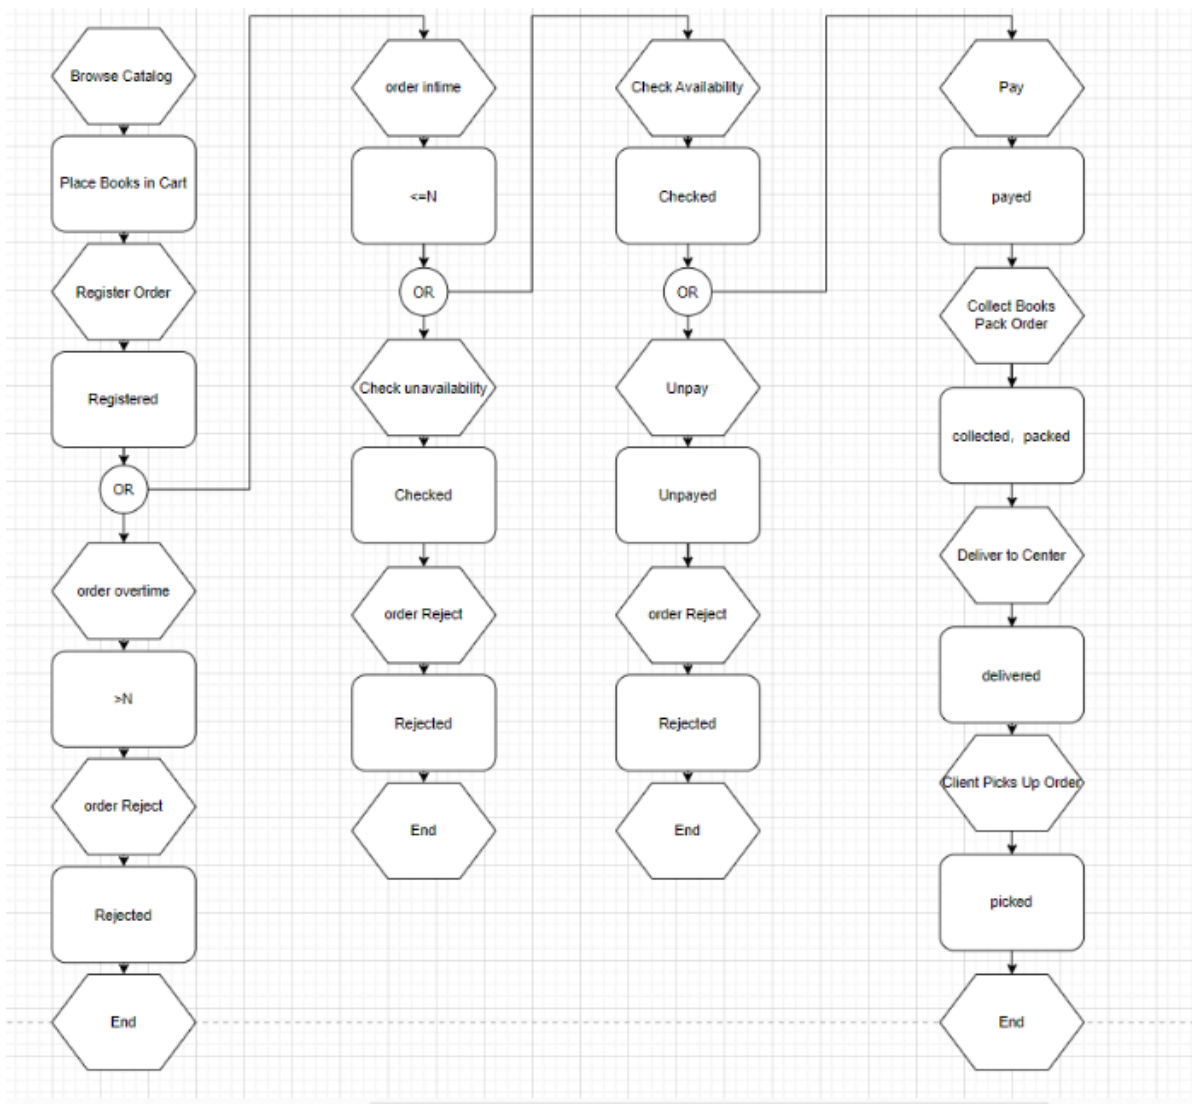 Browse Catalog
Place Books in Cart
Register Order
Registered
OR
order overtime
>N
order Reject
Rejected
End
order intime
<=N
OR
Check unavailability
Checked
order Reject
Rejected
End
Check Availability
Checked
OR
Unpay
Unpayed
order Reject
Rejected
End
Pay
payed
Collect Books
Pack Order
collected，packed
Deliver to Center
delivered
Client Picks Up Order
picked
End